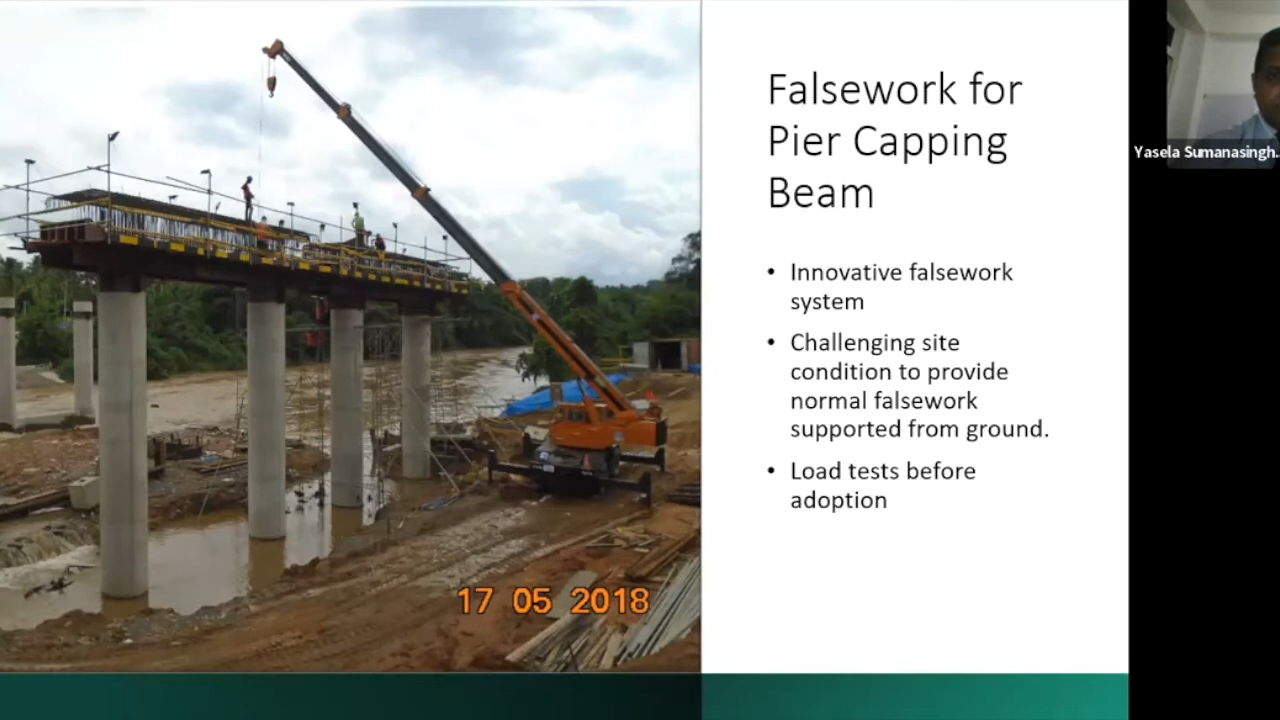 Falsework for
Pier Capping
Beam
• Innovative falsework
system
• Challenging site
condition to provide
normal falsework
supported from ground.
• Load tests before
adoption
17 05 2018
Yasela Sumanasingh...